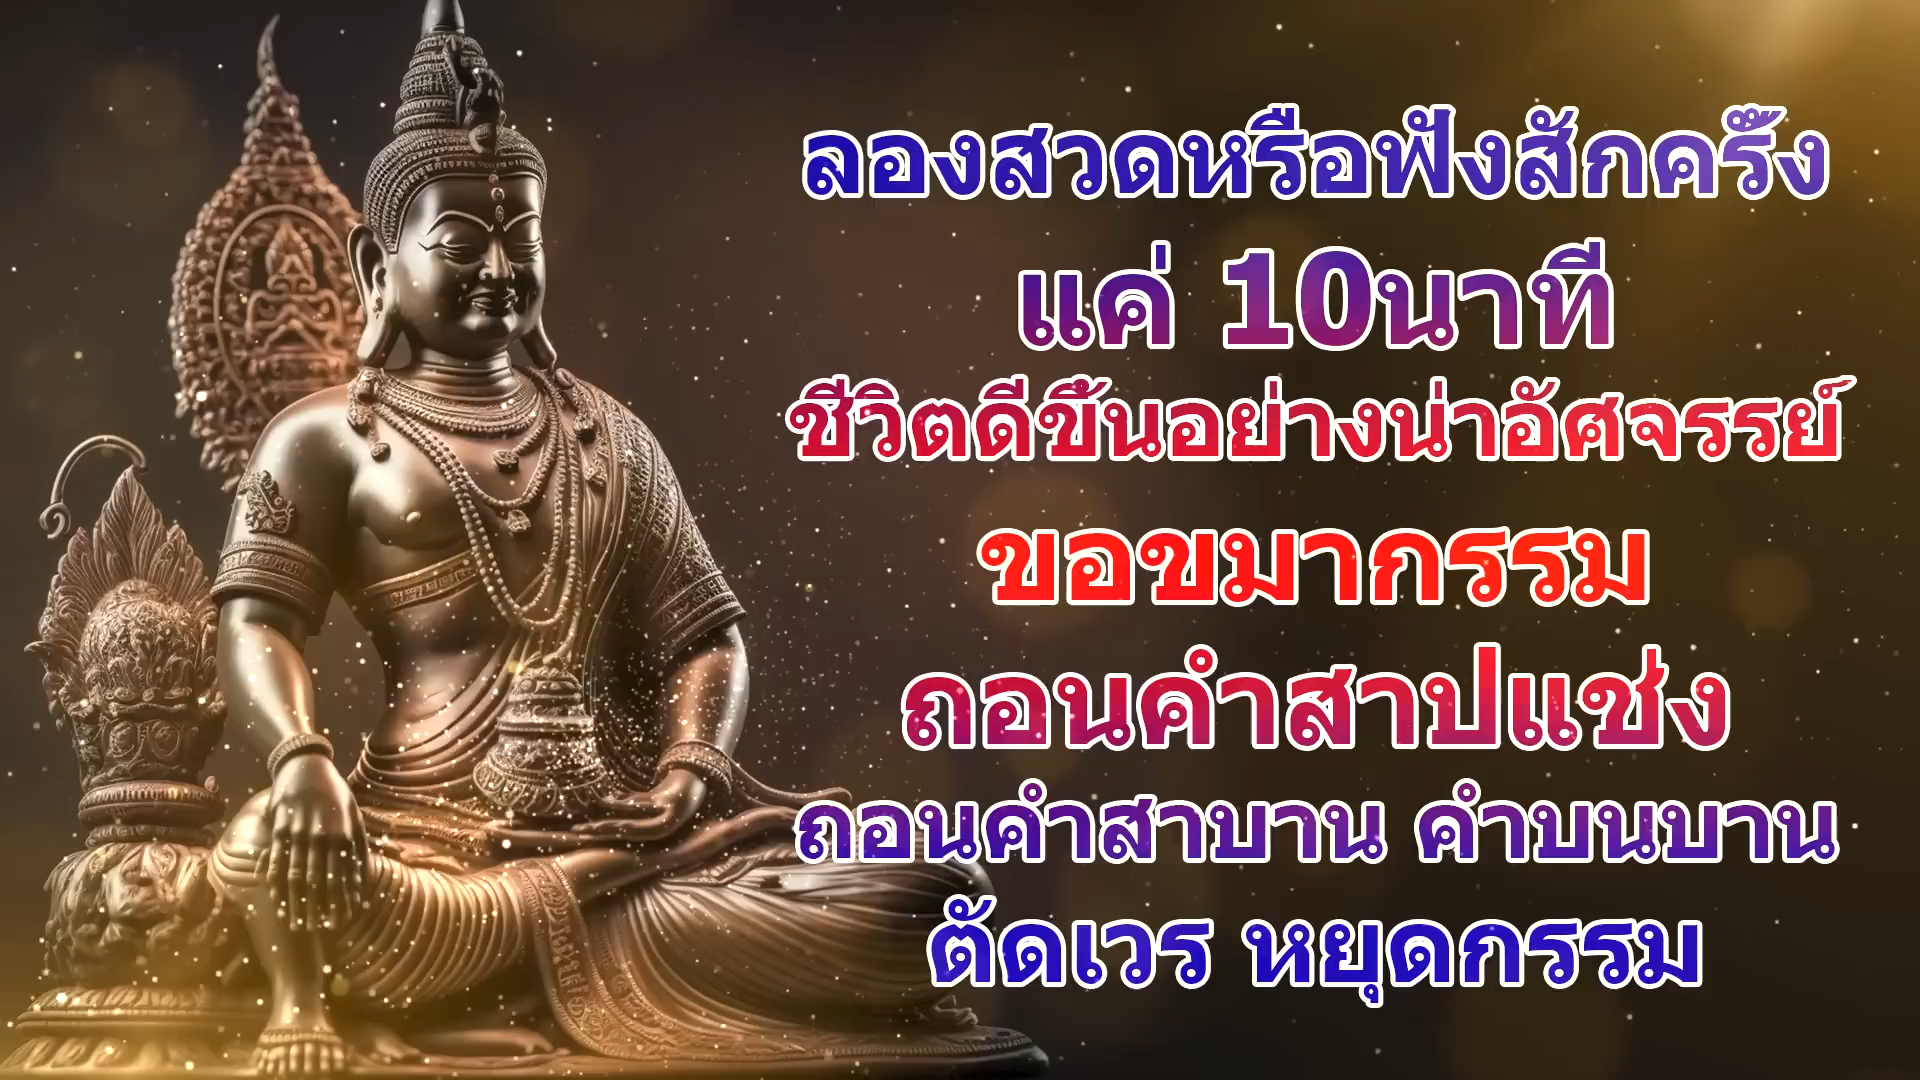 ลองสวดหรือฟังสักครั๊ง
แค่ 10นาที
ชีวิตดีขึ้นอย่างน่าอัศจรรย์
ขอขมากรรม
ถอนคำสาปแช่ง
ถอนคำสาบาน คำบนบาน
ตัดเวร หยุดกรรม